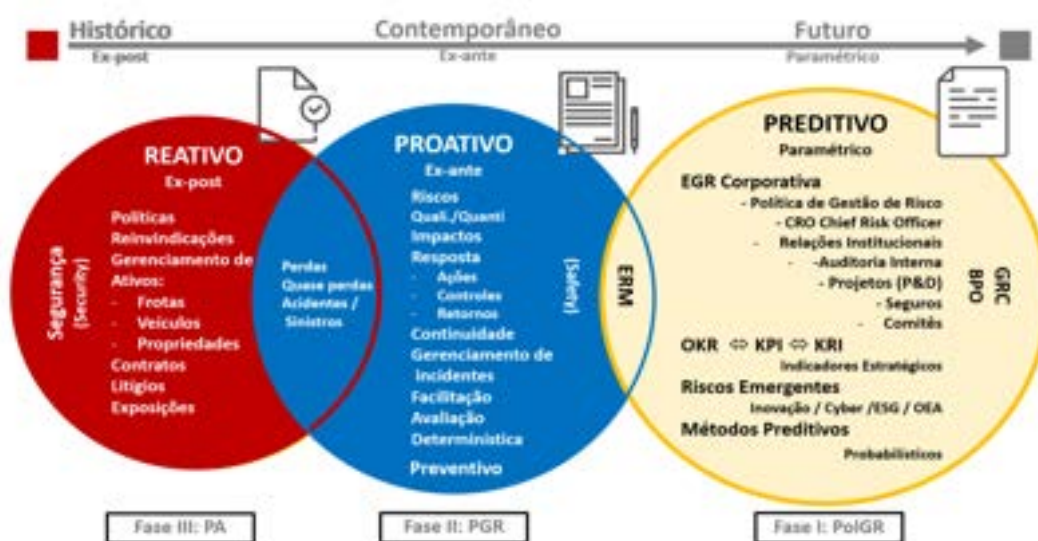 Histórico
Ex-post
Contemporâneo
Ex-ante
Futuro
Paramétrico
REATIVO
Ex-post
Segurança
(Security)
Políticas
Reinvindicações
Gerenciamento de
Ativos:
- Frotas
- Veículos
- Propriedades
Contratos
Litígios
Exposições
Perdas
Quase perdas
Acidentes /
Sinistros
PROATIVO
Ex-ante
Riscos
Quali./Quanti
Impactos
Resposta
- Ações
- Controles
- Retornos
Continuidade
Gerenciamento de
incidentes
Facilitação
Avaliação
Determinística
Preventivo
(Safety)
ERM
PREDITIVO
Paramétrico
EGR Corporativa
- Política de Gestão de Risco
- CRO Chief Risk Officer
- Relações Institucionais
- -Auditoria Interna
- Projetos (P&D)
- Seguros
- Comitês
OKR ⇔ KPI ⇔ KRI
Indicadores Estratégicos
Riscos Emergentes
Inovação / Cyber /ESG / OEA
Métodos Preditivos
Probabilísticos
GRC
BPO
Fase III: PA
Fase II: PGR
Fase I: PolGR